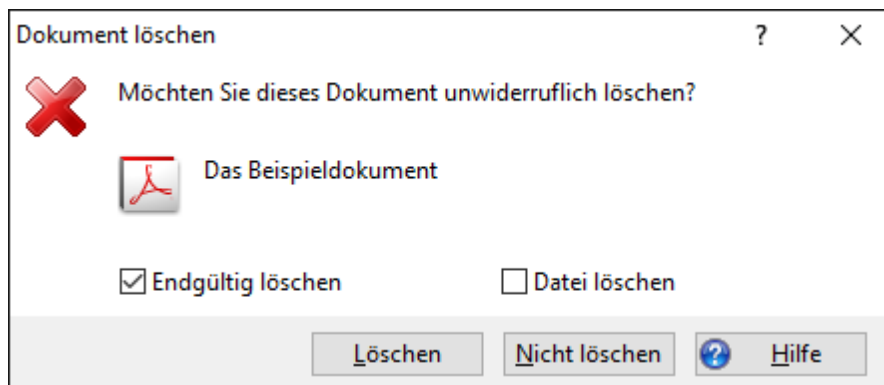 Dokument löschen ?
Möchten Sie dieses Dokument unwiderruflich löschen?
Das Beispieldokument
Endgültig löschen Datei löschen
Löschen Nicht löschen ? Hilfe